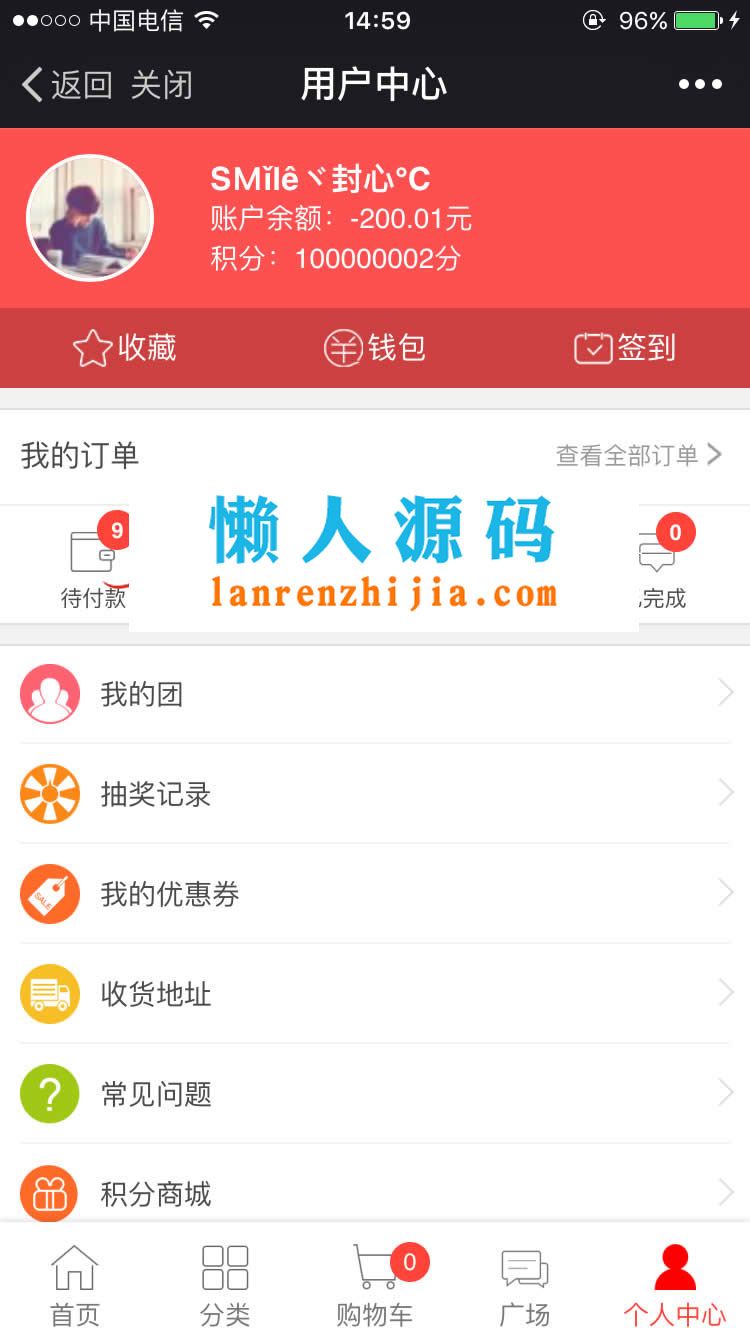 中国电信 14:59 96%
返回 关闭 用户中心
SMǐlêヾ封心°C
账户余额：-200.01元
积分：100000002分
收藏 钱包 签到
我的订单 查看全部订单
9 0
懒人源码
lanrenzhijia.com
待付款 完成
我的团
抽奖记录
SALE
我的优惠券
收货地址
?
常见问题
积分商城
0
首页 分类 购物车 广场 个人中心